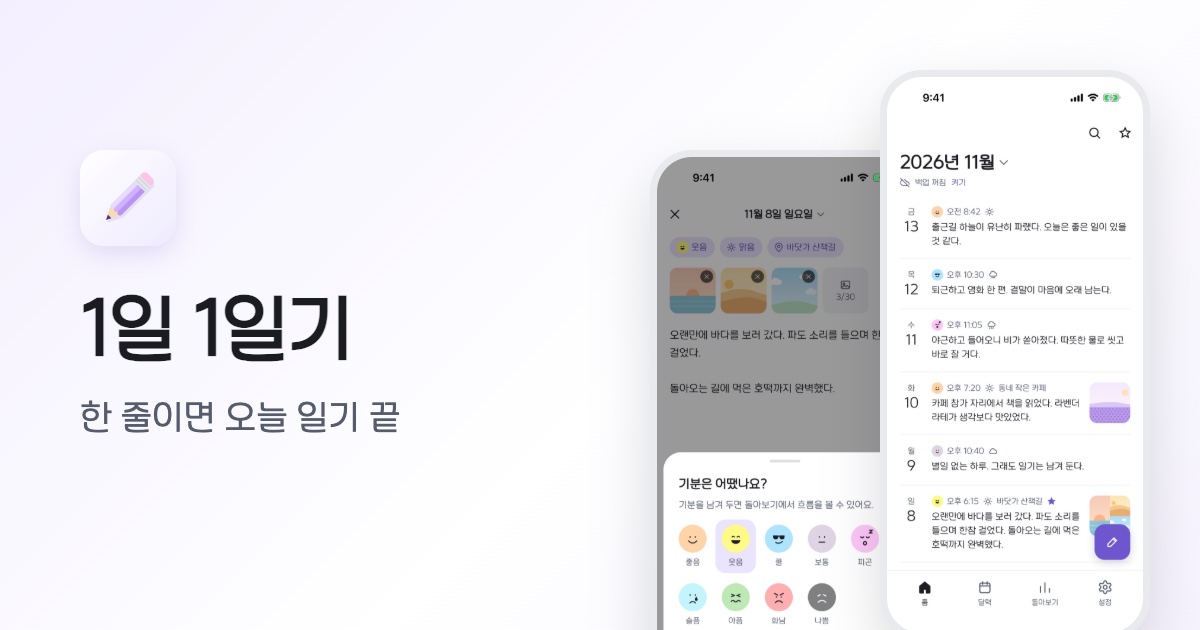 1일 1일기
한 줄이면 오늘 일기 끝
9:41
11월 8일 일요일
웃음
맑음
바닷가 산책길
3/30
오랜만에 바다를 보러 갔다. 파도 소리를 들으며 한
걸었다.
돌아오는 길에 먹은 호떡까지 완벽했다.
기분은 어땠나요?
기분을 남겨 두면 돌아보기에서 흐름을 볼 수 있어요.
좋음
웃음
쿨
보통
피곤
슬픔
아픔
화남
나쁨
9:41
2026년 11월
백업 꺼짐 켜기
금
13
오전 8:42
출근길 하늘이 유난히 파랬다. 오늘은 좋은 일이 있을
것 같다.
목
12
오후 10:30
퇴근하고 영화 한 편. 결말이 마음에 오래 남는다.
수
11
오후 11:05
야근하고 들어오니 비가 쏟아졌다. 따뜻한 물로 씻고
바로 잘 거다.
화
10
오후 7:20 동네 작은 카페
카페 창가 자리에서 책을 읽었다. 라벤더
라테가 생각보다 맛있었다.
월
9
오후 10:40
별일 없는 하루. 그래도 일기는 남겨 둔다.
일
8
오후 6:15 바닷가 산책길
오랜만에 바다를 보러 갔다. 파도 소리를
들으며 한참 걸었다. 돌아오는 길에 먹은
호떡까지 완벽했다.
홈
달력
돌아보기
설정